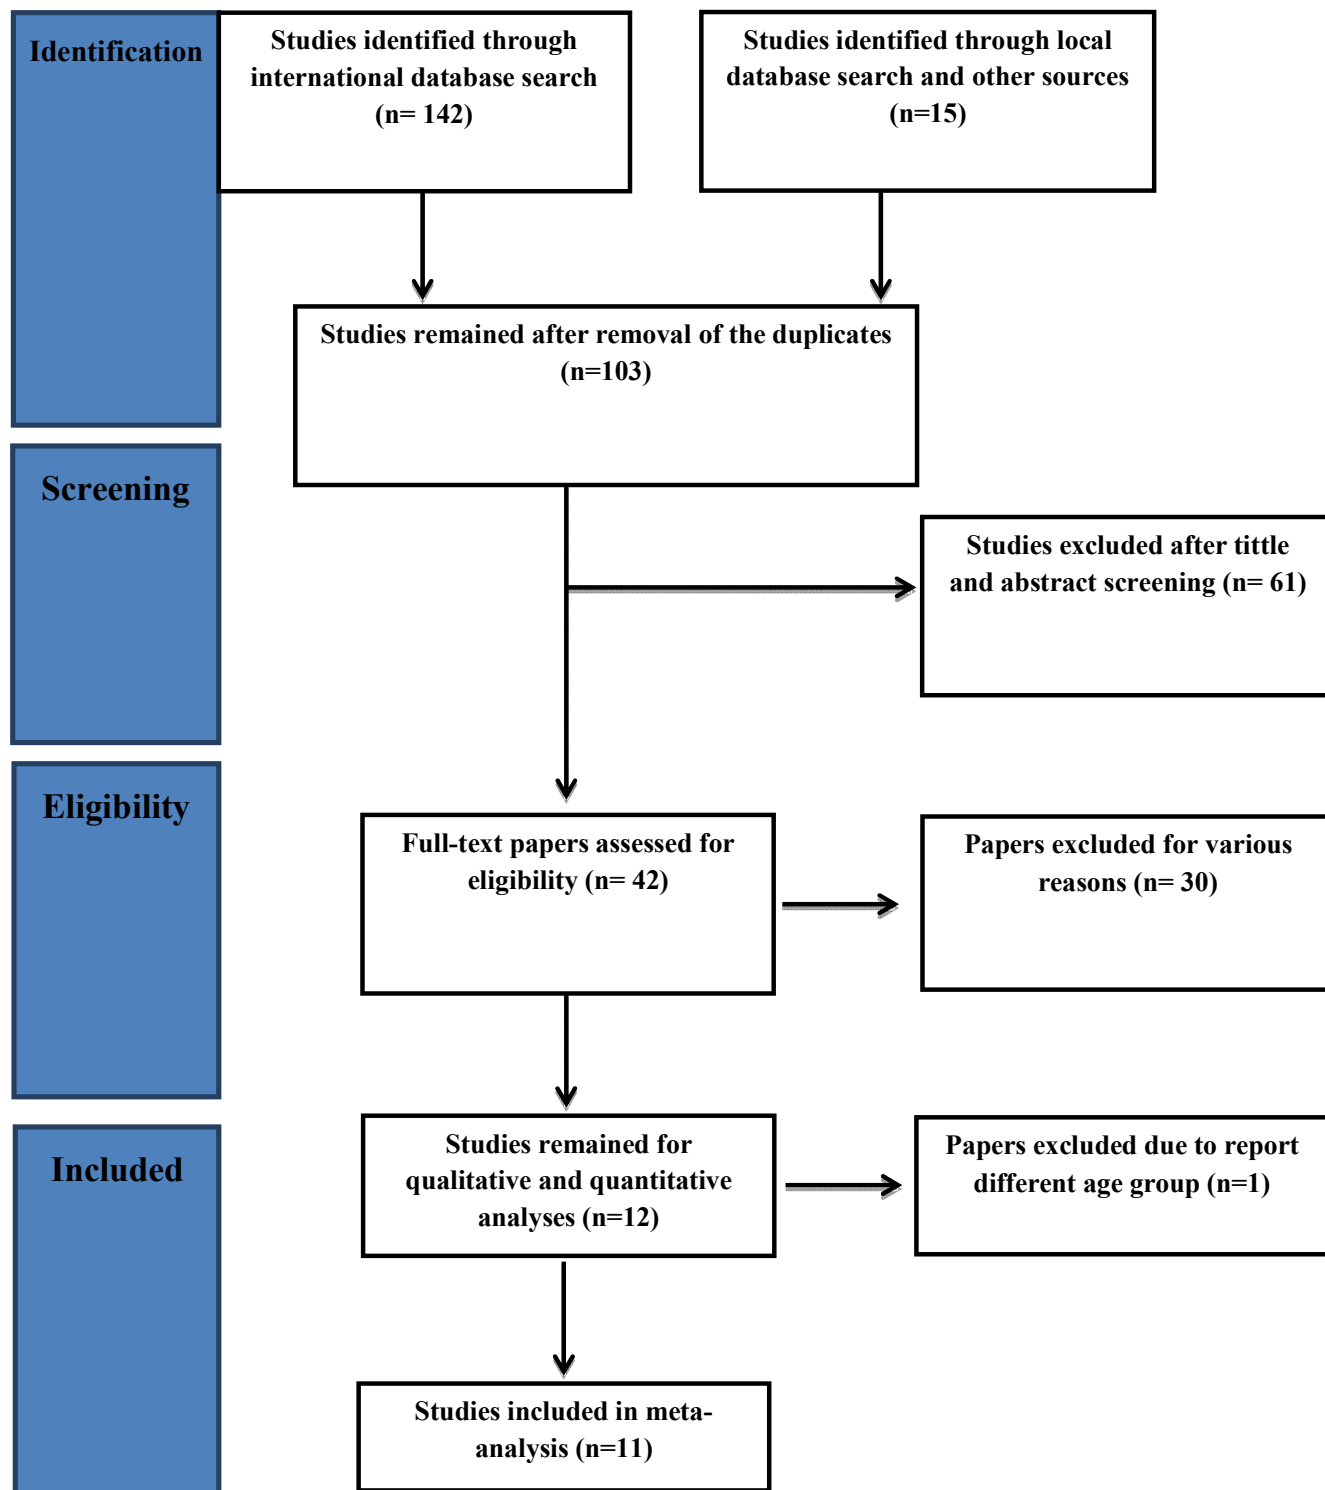 Identification
Studies identified through
international database search
(n= 142)
Studies identified through local
database search and other sources
(n=15)
Studies remained after removal of the duplicates
(n=103)
Screening
Studies excluded after tittle
and abstract screening (n= 61)
Eligibility
Full-text papers assessed for
eligibility (n= 42)
Papers excluded for various
reasons (n= 30)
Included
Studies remained for
qualitative and quantitative
analyses (n=12)
Papers excluded due to report
different age group (n=1)
Studies included in meta-
analysis (n=11)